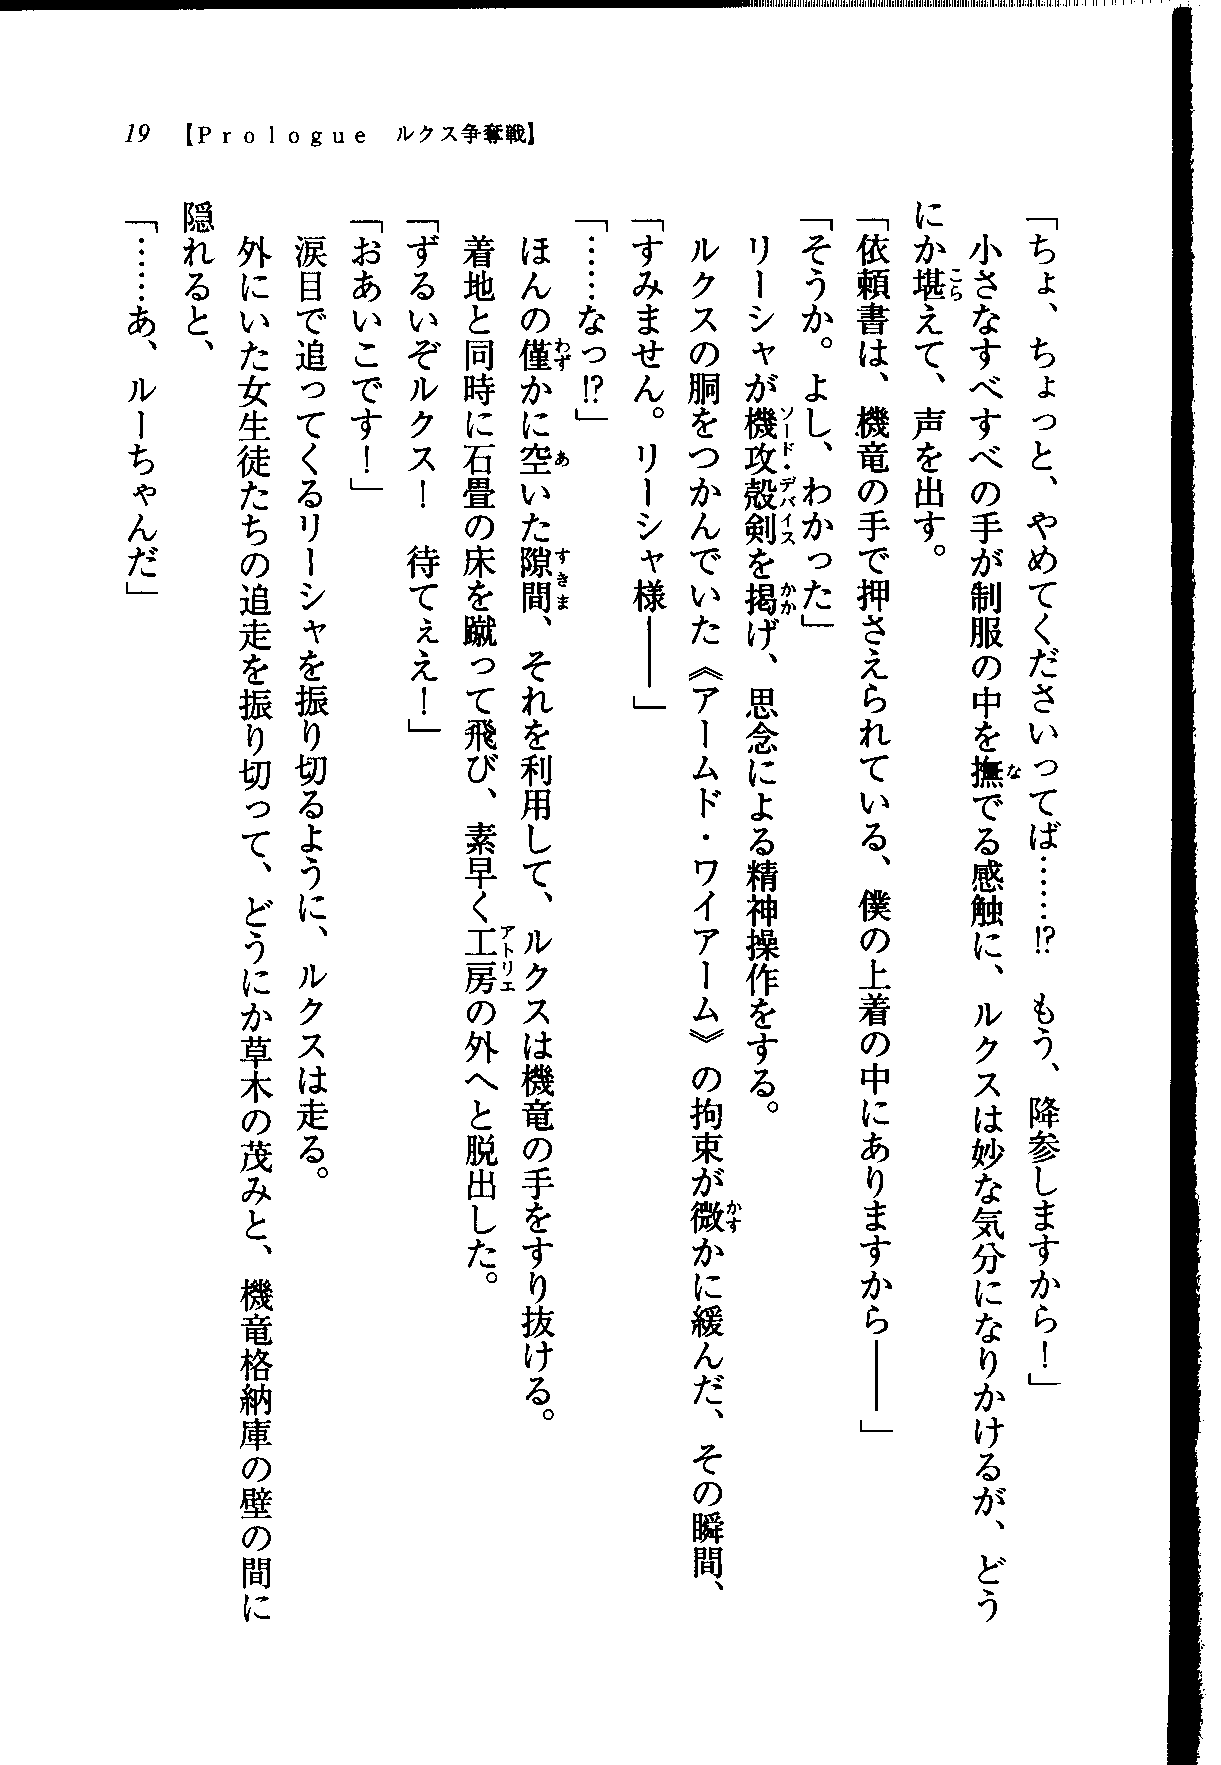 19 【Prologue　ルクス争奪戦】
「ちょ、ちょっと、やめてくださいってば……!?　もう、降参しますから！」
　小さなすべすべの手が制服の中を撫でる感触に、ルクスは妙な気分になりかけるが、どう
にか堪えて、声を出す。
「依頼書は、機竜の手で押さえられている、僕の上着の中にありますから――」
「そうか。よし、わかった」
　リーシャが機攻殻剣を掲げ、思念による精神操作をする。
　ルクスの胴をつかんでいた《アームド・ワイアーム》の拘束が微かに緩んだ、その瞬間、
「すみません。リーシャ様――」
「……なっ!?」
　ほんの僅かに空いた隙間、それを利用して、ルクスは機竜の手をすり抜ける。
　着地と同時に石畳の床を蹴って飛び、素早く工房の外へと脱出した。
「ずるいぞルクス！　待てぇえ！」
「おあいこです！」
　涙目で追ってくるリーシャを振り切るように、ルクスは走る。
　外にいた女生徒たちの追走を振り切って、どうにか草木の茂みと、機竜格納庫の壁の間に
隠れると、
「……あ、ルーちゃんだ」